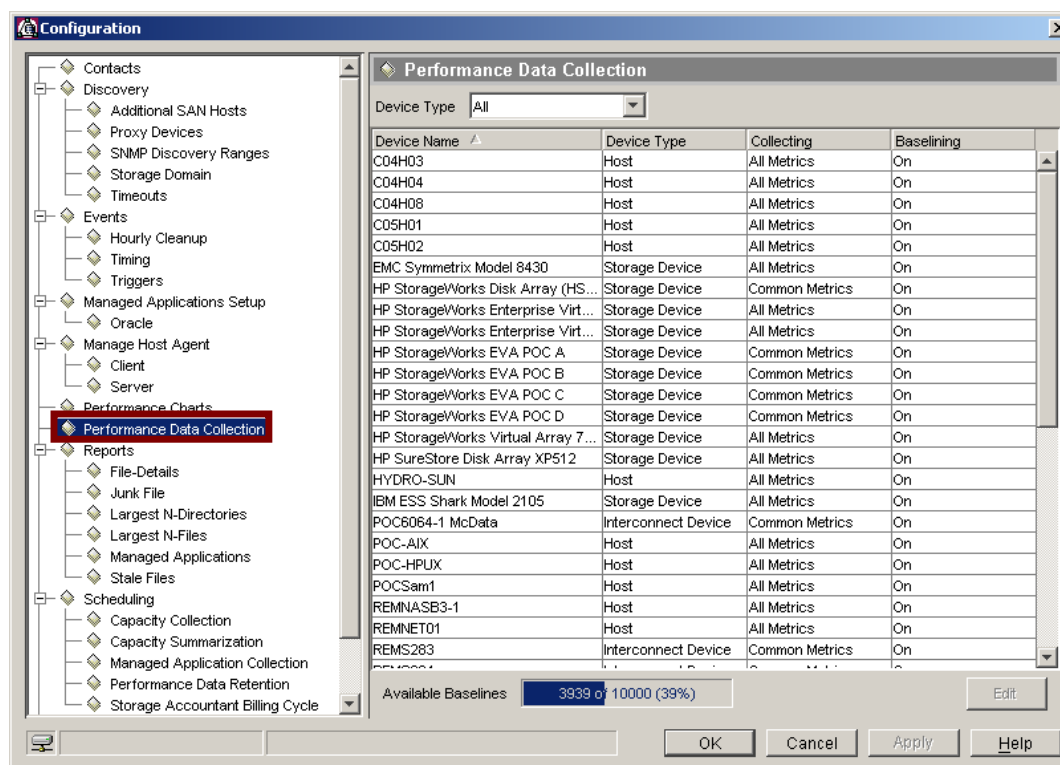 Configuration
Contacts
Discovery
Additional SAN Hosts
Proxy Devices
SNMP Discovery Ranges
Storage Domain
Timeouts
Events
Hourly Cleanup
Timing
Triggers
Managed Applications Setup
Oracle
Manage Host Agent
Client
Server
Performance Charts
Performance Data Collection
Reports
File-Details
Junk File
Largest N-Directories
Largest N-Files
Managed Applications
Stale Files
Scheduling
Capacity Collection
Capacity Summarization
Managed Application Collection
Performance Data Retention
Storage Accountant Billing Cycle
Performance Data Collection
Device Type All
Device Name Device Type Collecting Baselining
C04H03 Host All Metrics On
C04H04 Host All Metrics On
C04H08 Host All Metrics On
C05H01 Host All Metrics On
C05H02 Host All Metrics On
EMC Symmetrix Model 8430 Storage Device All Metrics On
HP StorageWorks Disk Array (HS... Storage Device Common Metrics On
HP StorageWorks Enterprise Virt... Storage Device All Metrics On
HP StorageWorks Enterprise Virt... Storage Device All Metrics On
HP StorageWorks EVA POC A Storage Device Common Metrics On
HP StorageWorks EVA POC B Storage Device Common Metrics On
HP StorageWorks EVA POC C Storage Device Common Metrics On
HP StorageWorks EVA POC D Storage Device Common Metrics On
HP StorageWorks Virtual Array 7... Storage Device All Metrics On
HP SureStore Disk Array XP512 Storage Device All Metrics On
HYDRO-SUN Host All Metrics On
IBM ESS Shark Model 2105 Storage Device All Metrics On
POC6064-1 McData Interconnect Device Common Metrics On
POC-AIX Host All Metrics On
POC-HPUX Host All Metrics On
POCSam1 Host All Metrics On
REMNASB3-1 Host All Metrics On
REMNET01 Host All Metrics On
REMS283 Interconnect Device Common Metrics On
Available Baselines 3939 of 10000 (39%) Edit
OK Cancel Apply Help